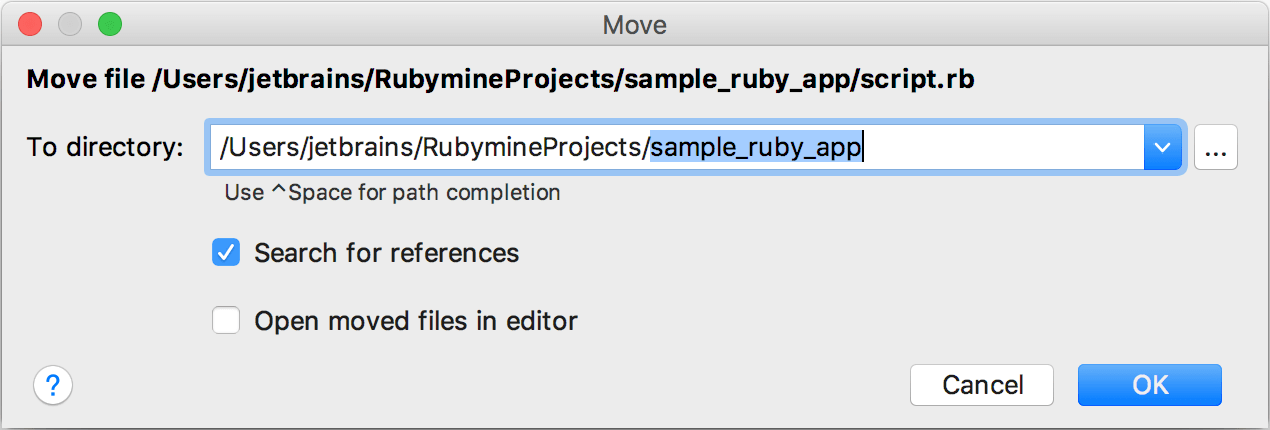 Move
Move file /Users/jetbrains/RubymineProjects/sample_ruby_app/script.rb
To directory: /Users/jetbrains/RubymineProjects/sample_ruby_app ...
Use ^Space for path completion
Search for references
Open moved files in editor
? Cancel OK